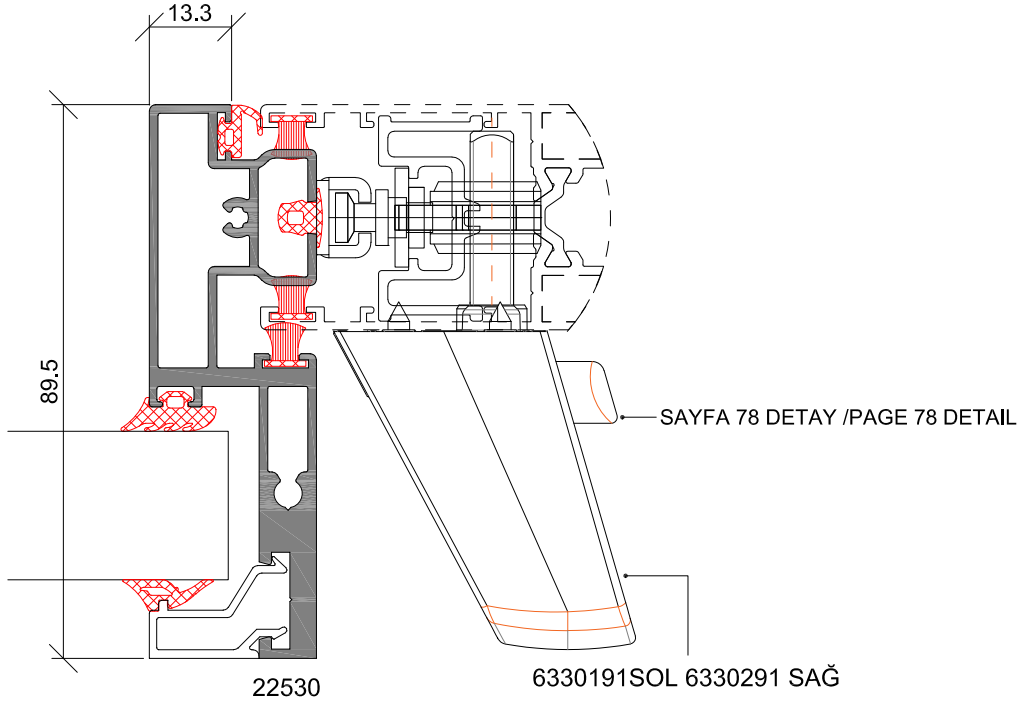 13.3
89.5
SAYFA 78 DETAY /PAGE 78 DETAIL
6330191SOL 6330291 SAĞ
22530